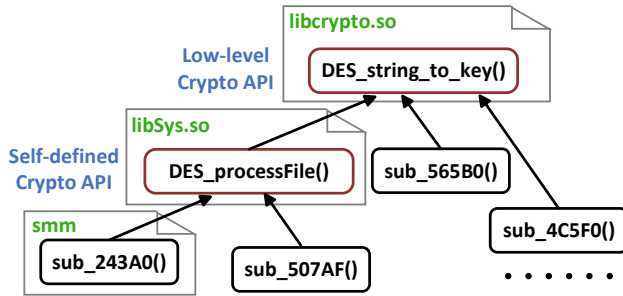 libcrypto.so
Low-level
Crypto API
DES_string_to_key()
libSys.so
Self-defined
Crypto API
DES_processFile()
sub_565B0()
smm
sub_243A0()
sub_507AF()
sub_4C5F0()
. . . . . .